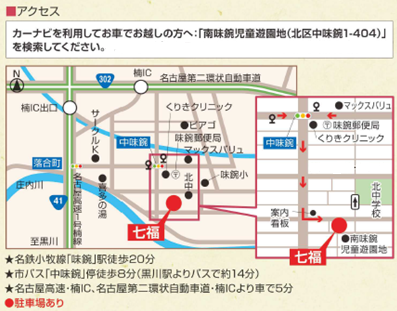 ■アクセス
カーナビを利用してお車でお越しの方へ:「南味鋺児童遊園地(北区中味鋺1-404)」
を検索してください。
N
302
楠IC
名古屋第二環状自動車道
楠IC出口
サークルK
くりきクリニック
ピアゴ
中味鋺
味鋺郵便局
マックスバリュ
落合町
庄内川
41
名古屋高速1号楠線
喜多の湯
北中
味鋺小
七福
至黒川
マックスバリュ
味鋺郵便局
中味鋺
くりきクリニック
北中学校
案内
看板
七福
南味鋺
児童遊園地
★名鉄小牧線「味鋺」駅徒歩20分
★市バス「中味鋺」停徒歩8分(黒川駅よりバスで約14分)
★名古屋高速・楠IC、名古屋第二環状自動車道・楠ICより車で5分
●駐車場あり